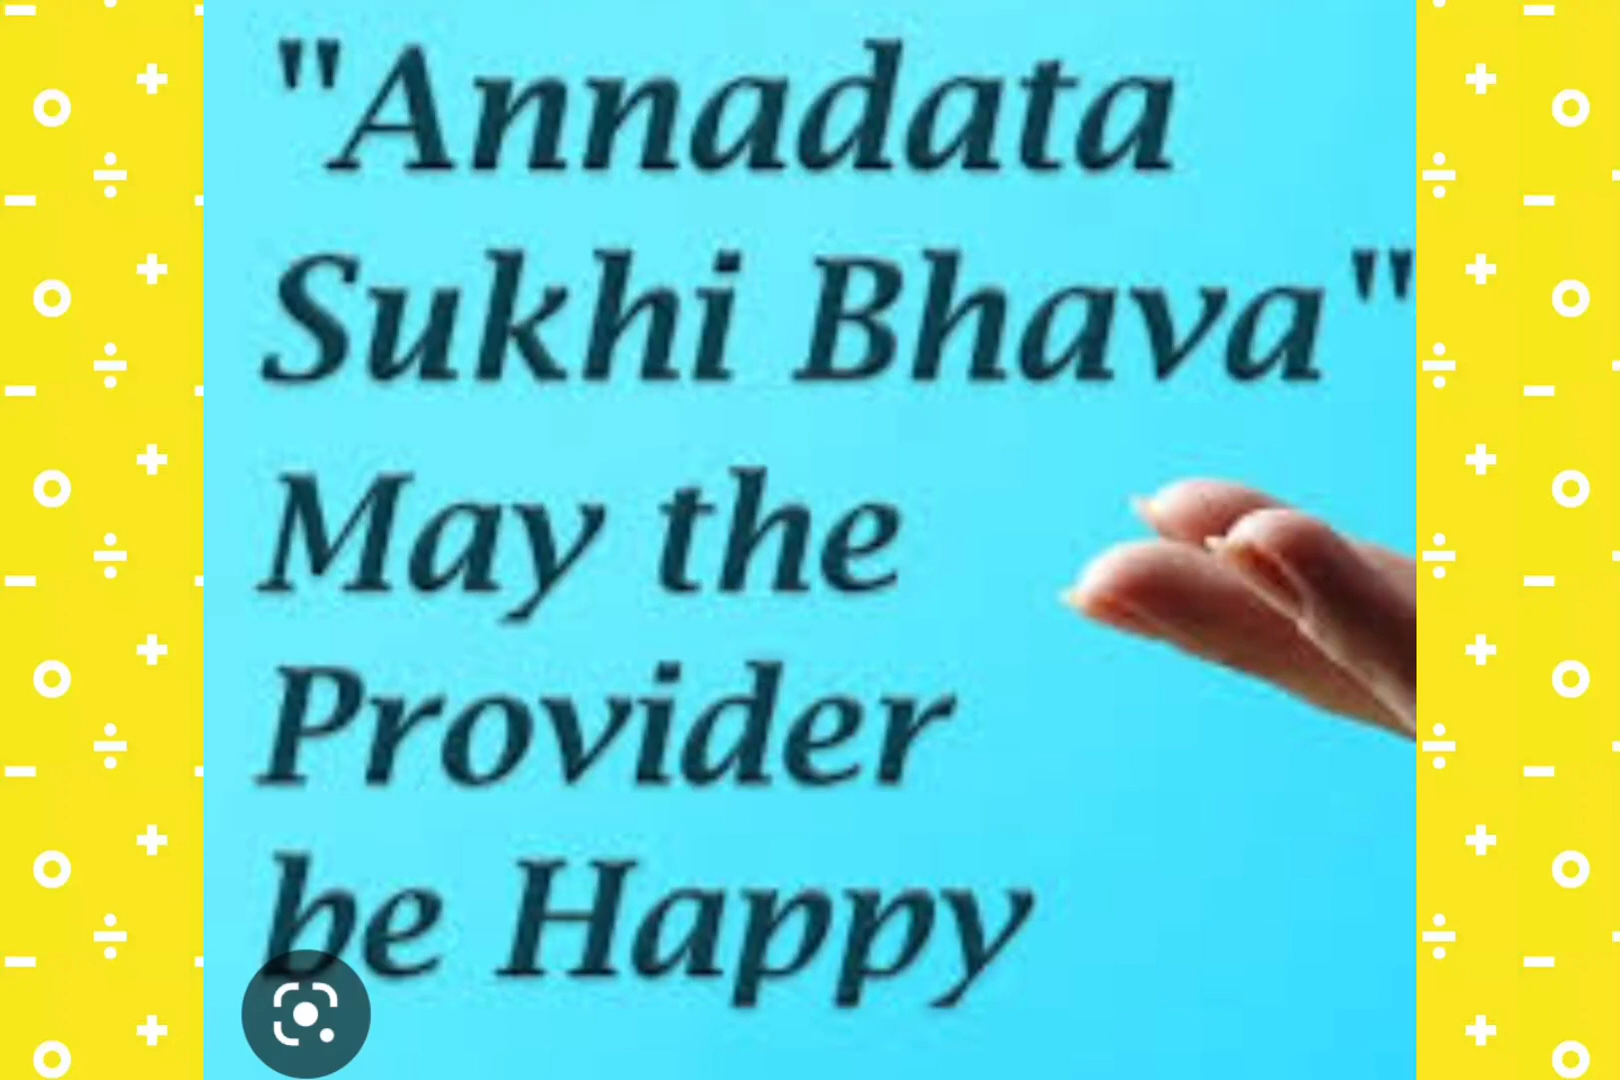 "Annadata
Sukhi Bhava"
May the
Provider
be Happy